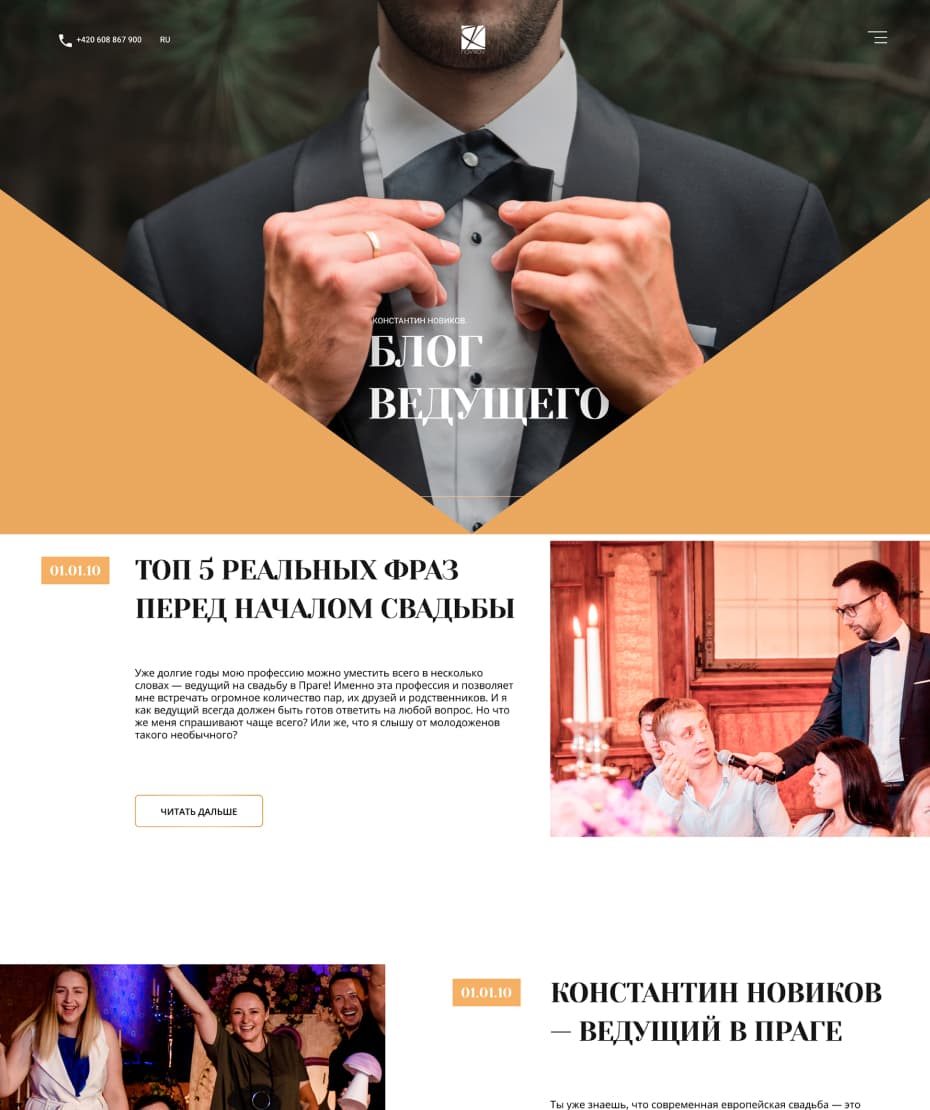 +420 608 867 900
RU
КОНСТАНТИН НОВИКОВ.
БЛОГ
ВЕДУЩЕГО
01.01.10
ТОП 5 РЕАЛЬНЫХ ФРАЗ
ПЕРЕД НАЧАЛОМ СВАДЬБЫ
Уже долгие годы мою профессию можно уместить всего в несколько
словах — ведущий на свадьбу в Праге! Именно эта профессия и позволяет
мне встречать огромное количество пар, их друзей и родственников. И я
как ведущий всегда должен быть готов ответить на любой вопрос. Но что
же меня спрашивают чаще всего? Или же, что я слышу от молодоженов
такого необычного?
ЧИТАТЬ ДАЛЬШЕ
01.01.10
КОНСТАНТИН НОВИКОВ
— ВЕДУЩИЙ В ПРАГЕ
Ты уже знаешь, что современная европейская свадьба — это